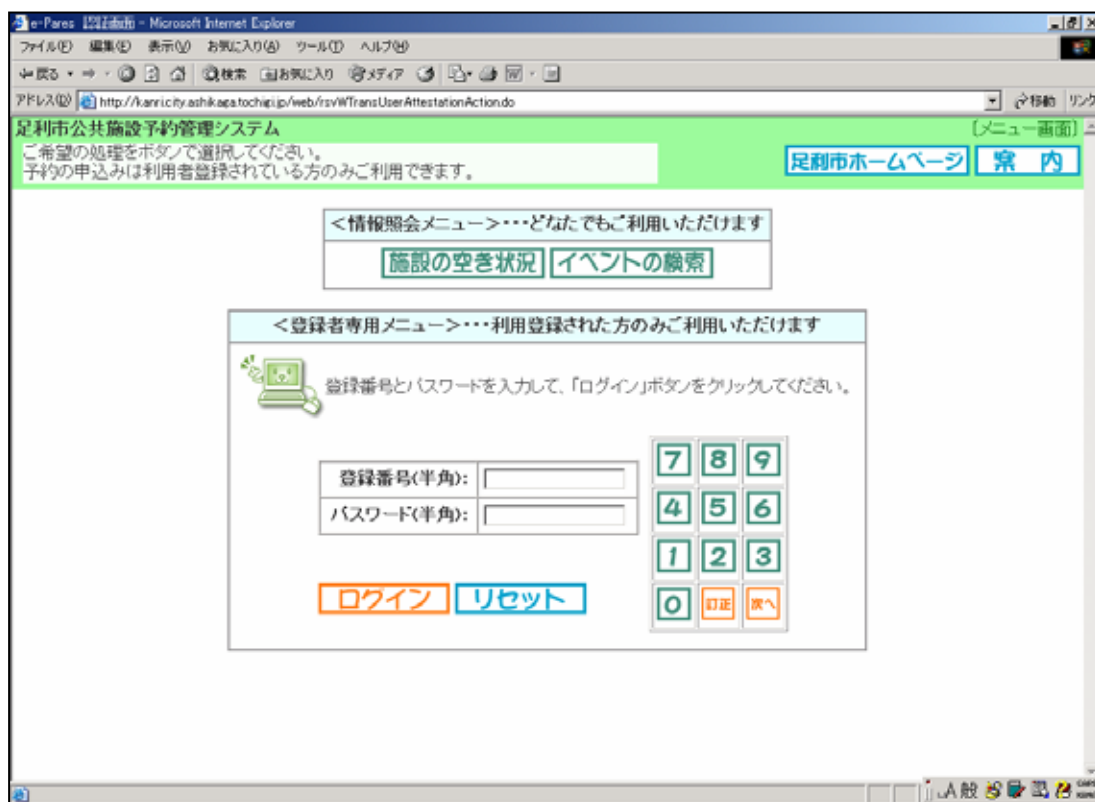 e-Pares 認証画面 - Microsoft Internet Explorer
ファイル(F) 編集(E) 表示(V) お気に入り(A) ツール(T) ヘルプ(H)
戻る 検索 お気に入り メディア
アドレス(D) http://kanri.city.ashikaga.tochigi.jp/web/rsvWTransUserAttestationAction.do 移動 リンク
足利市公共施設予約管理システム [メニュー画面]
ご希望の処理をボタンで選択してください。
予約の申込みは利用者登録されている方のみご利用できます。
足利市ホームページ 案 内
<情報照会メニュー>・・・どなたでもご利用いただけます
施設の空き状況 イベントの検索
<登録者専用メニュー>・・・利用登録された方のみご利用いただけます
登録番号とパスワードを入力して、「ログイン」ボタンをクリックしてください。
登録番号(半角):
パスワード(半角):
7 8 9
4 5 6
1 2 3
0 訂正 次へ
ログイン リセット
A 般